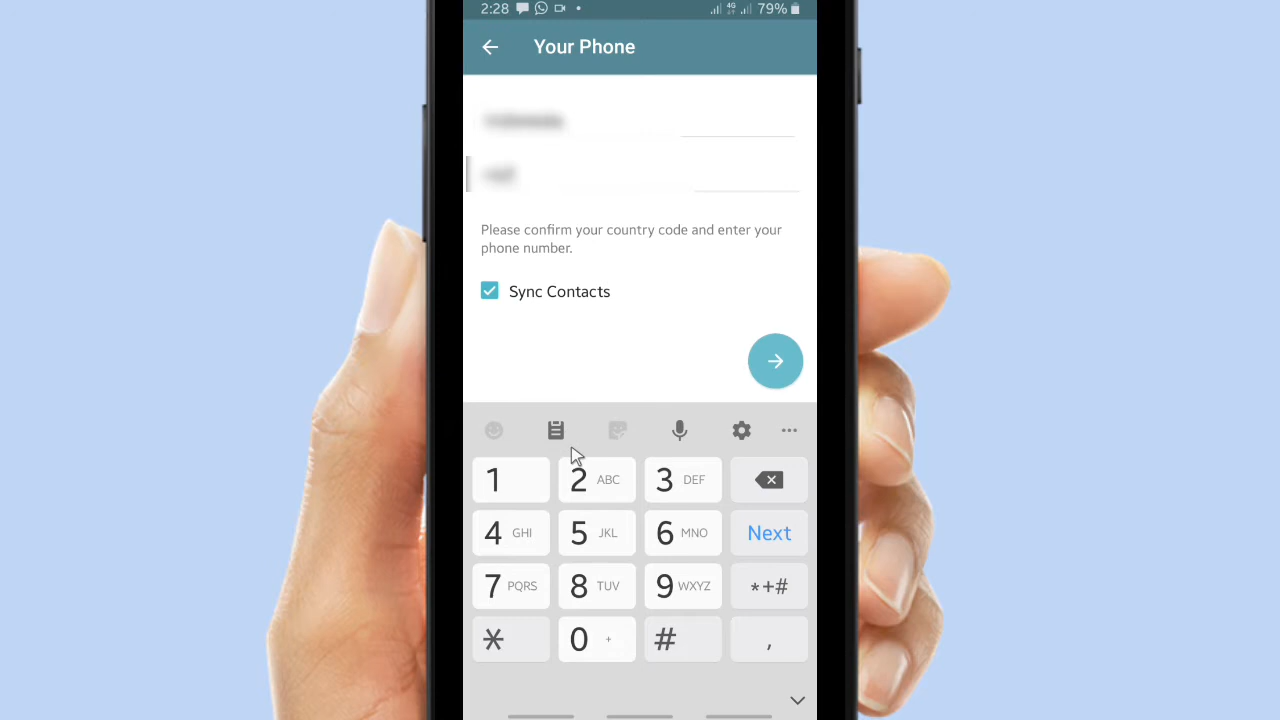 2:28 4G 79%
Your Phone
Please confirm your country code and enter your
phone number.
Sync Contacts
1 2 ABC 3 DEF
4 GHI 5 JKL 6 MNO Next
7 PQRS 8 TUV 9 WXYZ *+#
* 0 + # ,